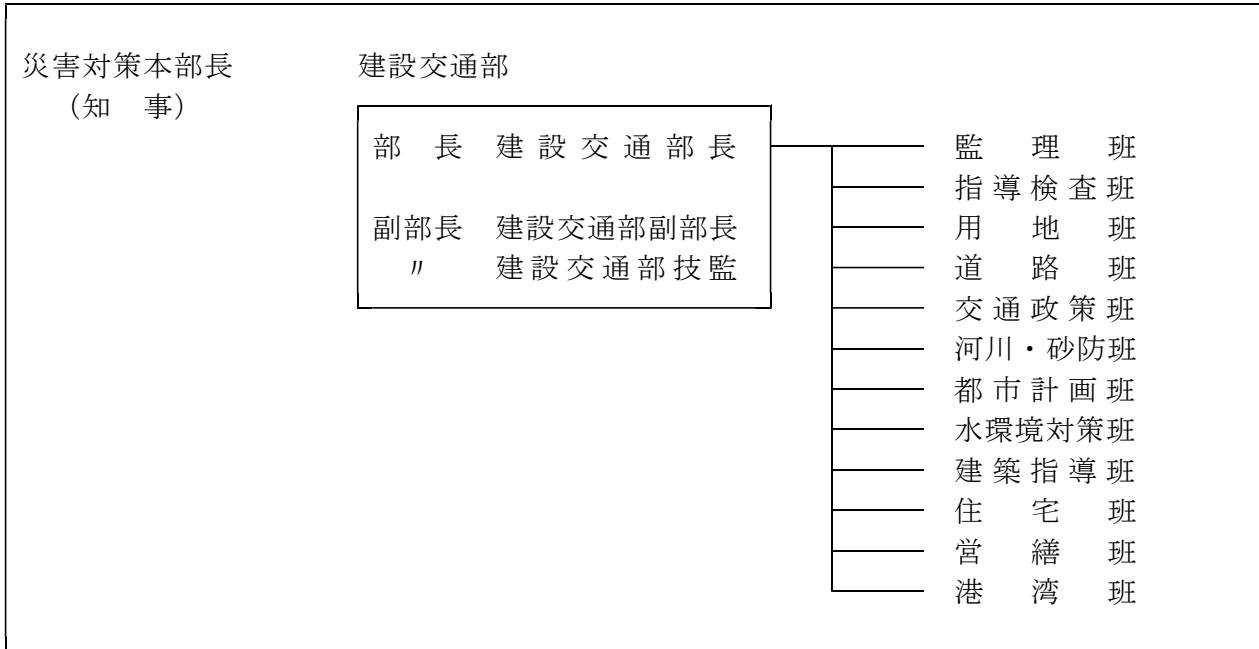 災害対策本部長
（知　事）
建設交通部
部　長　建設交通部長
副部長　建設交通部副部長
〃　建設交通部技監
監理班
指導検査班
用地班
道路班
交通政策班
河川・砂防班
都市計画班
水環境対策班
建築指導班
住宅班
営繕班
港湾班